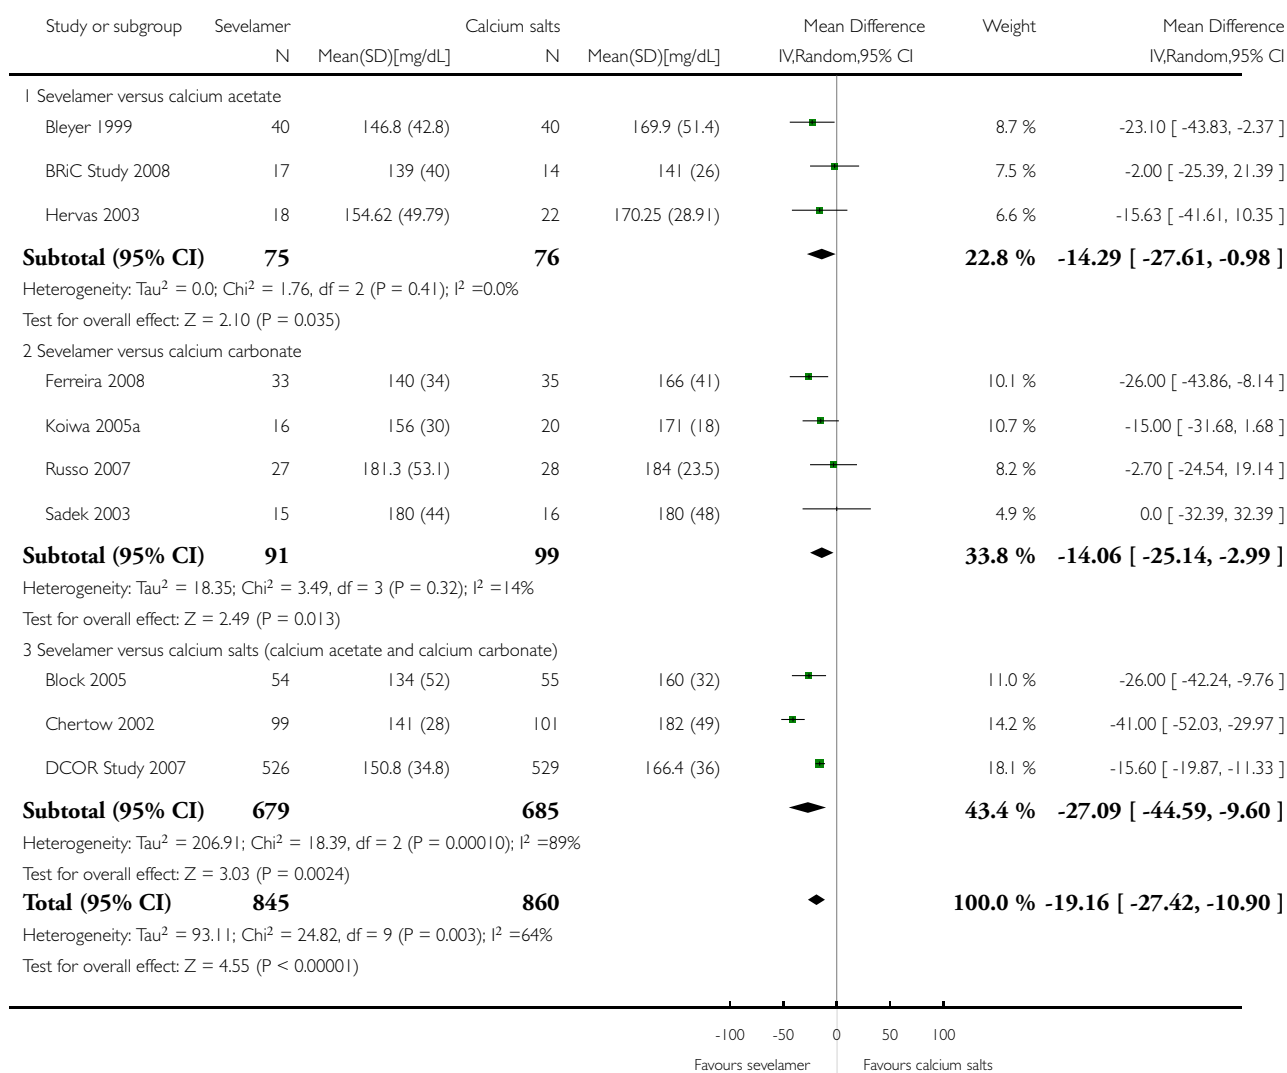 Study or subgroup Sevelamer Calcium salts Mean Difference Weight Mean Difference
N Mean(SD)[mg/dL] N Mean(SD)[mg/dL] IV,Random,95% CI IV,Random,95% CI
1 Sevelamer versus calcium acetate
Bleyer 1999 40 146.8 (42.8) 40 169.9 (51.4) 8.7 % -23.10 [ -43.83, -2.37 ]
BRiC Study 2008 17 139 (40) 14 141 (26) 7.5 % -2.00 [ -25.39, 21.39 ]
Hervas 2003 18 154.62 (49.79) 22 170.25 (28.91) 6.6 % -15.63 [ -41.61, 10.35 ]
Subtotal (95% CI) 75 76 22.8 % -14.29 [ -27.61, -0.98 ]
Heterogeneity: Tau² = 0.0; Chi² = 1.76, df = 2 (P = 0.41); I² =0.0%
Test for overall effect: Z = 2.10 (P = 0.035)
2 Sevelamer versus calcium carbonate
Ferreira 2008 33 140 (34) 35 166 (41) 10.1 % -26.00 [ -43.86, -8.14 ]
Koiwa 2005a 16 156 (30) 20 171 (18) 10.7 % -15.00 [ -31.68, 1.68 ]
Russo 2007 27 181.3 (53.1) 28 184 (23.5) 8.2 % -2.70 [ -24.54, 19.14 ]
Sadek 2003 15 180 (44) 16 180 (48) 4.9 % 0.0 [ -32.39, 32.39 ]
Subtotal (95% CI) 91 99 33.8 % -14.06 [ -25.14, -2.99 ]
Heterogeneity: Tau² = 18.35; Chi² = 3.49, df = 3 (P = 0.32); I² =14%
Test for overall effect: Z = 2.49 (P = 0.013)
3 Sevelamer versus calcium salts (calcium acetate and calcium carbonate)
Block 2005 54 134 (52) 55 160 (32) 11.0 % -26.00 [ -42.24, -9.76 ]
Chertow 2002 99 141 (28) 101 182 (49) 14.2 % -41.00 [ -52.03, -29.97 ]
DCOR Study 2007 526 150.8 (34.8) 529 166.4 (36) 18.1 % -15.60 [ -19.87, -11.33 ]
Subtotal (95% CI) 679 685 43.4 % -27.09 [ -44.59, -9.60 ]
Heterogeneity: Tau² = 206.91; Chi² = 18.39, df = 2 (P = 0.00010); I² =89%
Test for overall effect: Z = 3.03 (P = 0.0024)
Total (95% CI) 845 860 100.0 % -19.16 [ -27.42, -10.90 ]
Heterogeneity: Tau² = 93.11; Chi² = 24.82, df = 9 (P = 0.003); I² =64%
Test for overall effect: Z = 4.55 (P < 0.00001)
-100 -50 0 50 100
Favours sevelamer Favours calcium salts